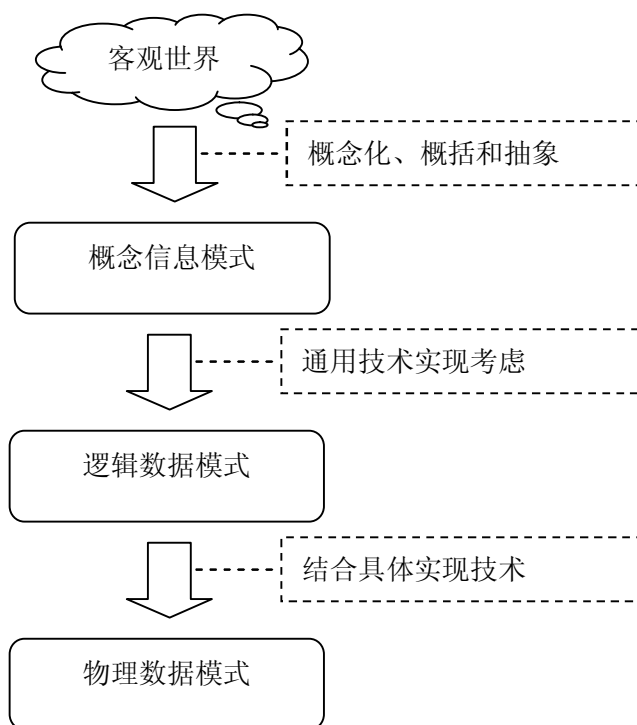 客观世界
概念化、概括和抽象
概念信息模式
通用技术实现考虑
逻辑数据模式
结合具体实现技术
物理数据模式